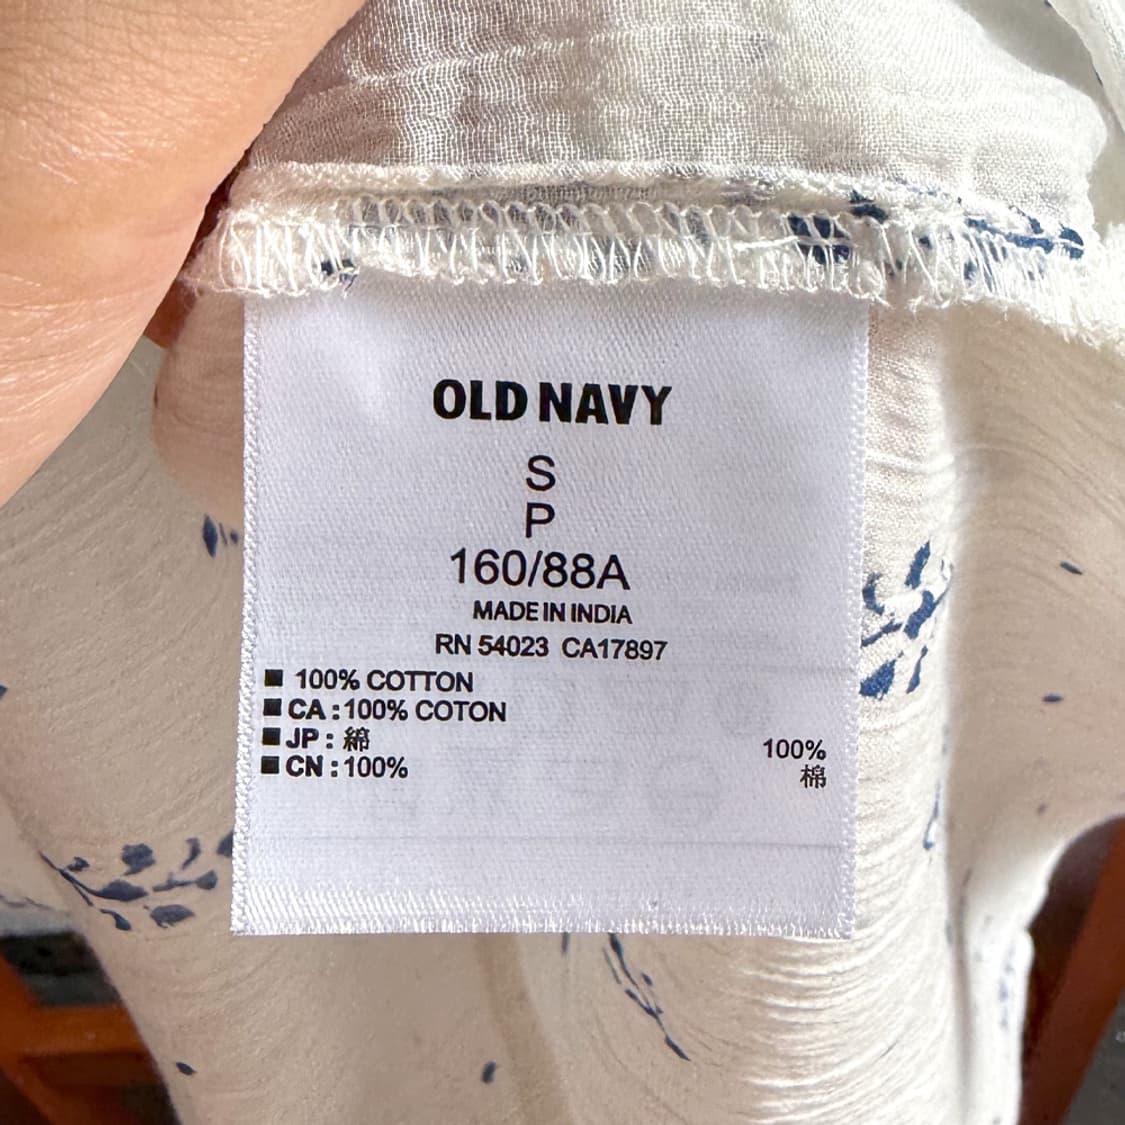 OLD NAVY
S
P
160/88A
MADE IN INDIA
RN 54023 CA17897
■ 100% COTTON
■ CA : 100% COTON
■ JP : 綿 100%
■ CN : 100% 棉